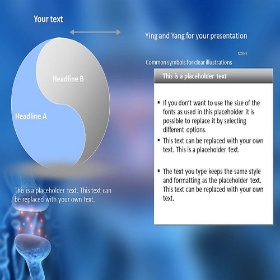 Your text
Ying and Yang for your presentation
Common symbols for clear illustrations
This is a placeholder text
Headline B
Headline A
• If you don't want to use the size of the
fonts as used in this placeholder it is
possible to replace it by selecting
different options.
• This text can be replaced with your own
text. This is a placeholder text.
• The text you type keeps the same style
and formatting as the placeholder text.
This text can be replaced with your own
text.
This is a placeholder text. This text can
be replaced with your own text.